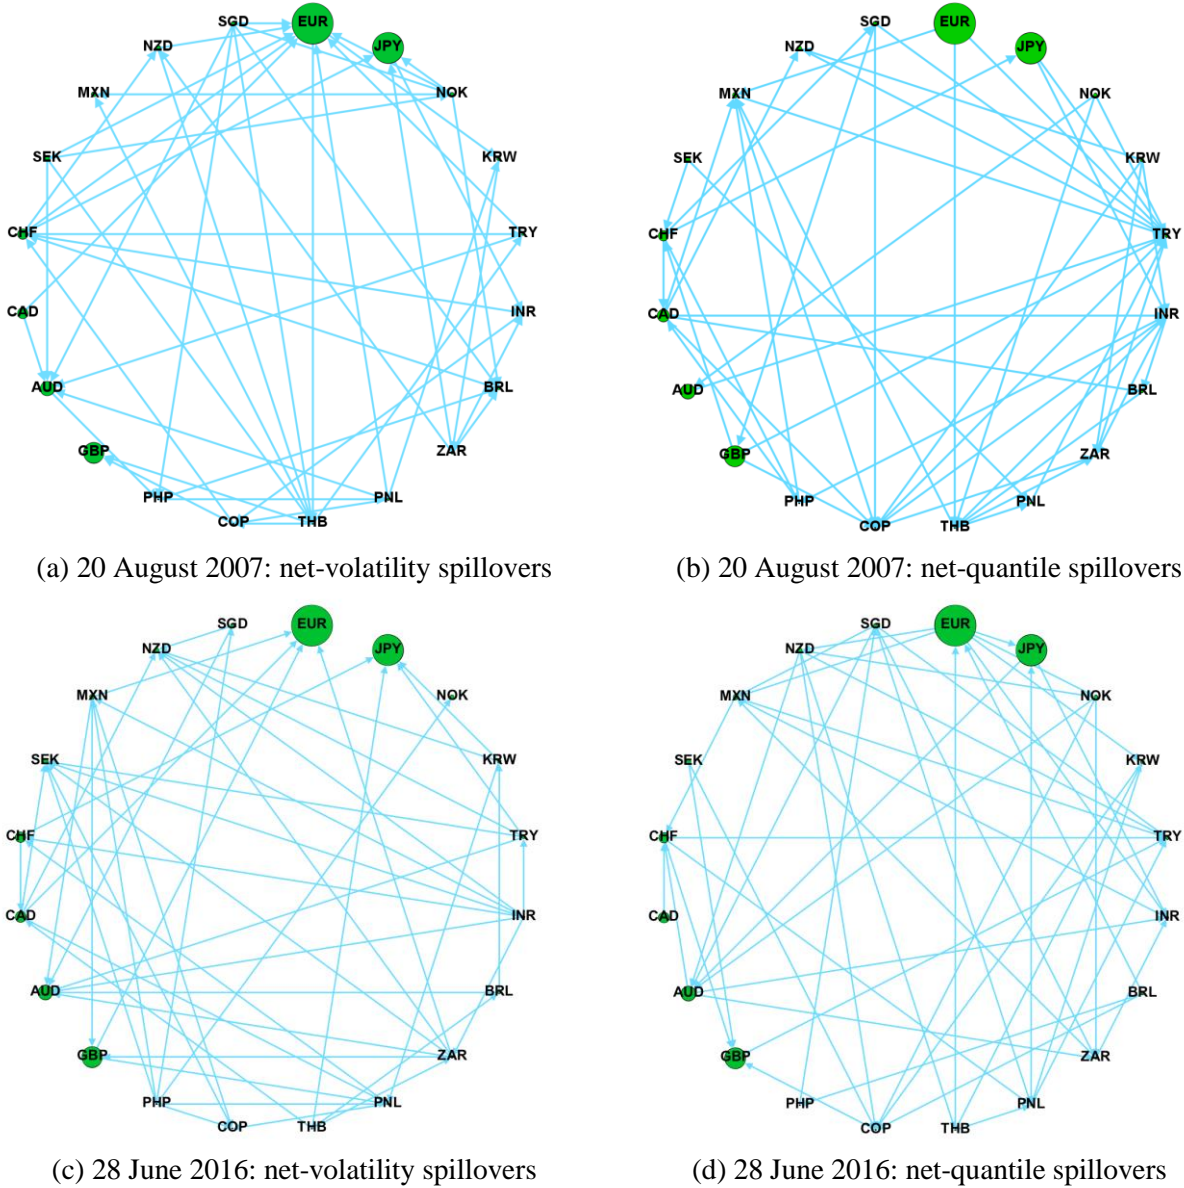 SGD EUR
NZD JPY
MXN NOK
SEK KRW
CHF TRY
CAD INR
AUD BRL
GBP ZAR
PHP PNL
COP THB
(a) 20 August 2007: net-volatility spillovers
SGD EUR
NZD JPY
MXN NOK
SEK KRW
CHF TRY
CAD INR
AUD BRL
GBP ZAR
PHP PNL
COP THB
(b) 20 August 2007: net-quantile spillovers
SGD EUR
NZD JPY
MXN NOK
SEK KRW
CHF TRY
CAD INR
AUD BRL
GBP ZAR
PHP PNL
COP THB
(c) 28 June 2016: net-volatility spillovers
SGD EUR
NZD JPY
MXN NOK
SEK KRW
CHF TRY
CAD INR
AUD BRL
GBP ZAR
PHP PNL
COP THB
(d) 28 June 2016: net-quantile spillovers